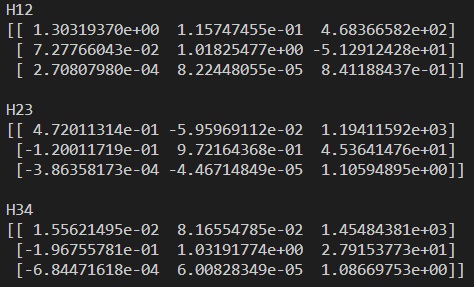 H12
[[ 1.30319370e+00  1.15747455e-01  4.68366582e+02]
 [ 7.27766043e-02  1.01825477e+00 -5.12912428e+01]
 [ 2.70807980e-04  8.22448055e-05  8.41188437e-01]]
H23
[[ 4.72011314e-01 -5.95969112e-02  1.19411592e+03]
 [-1.20011719e-01  9.72164368e-01  4.53641476e+01]
 [-3.86358173e-04 -4.46714849e-05  1.10594895e+00]]
H34
[[ 1.55621495e-02  8.16554785e-02  1.45484381e+03]
 [-1.96755781e-01  1.03191774e+00  2.79153773e+01]
 [-6.84471618e-04  6.00828349e-05  1.08669753e+00]]